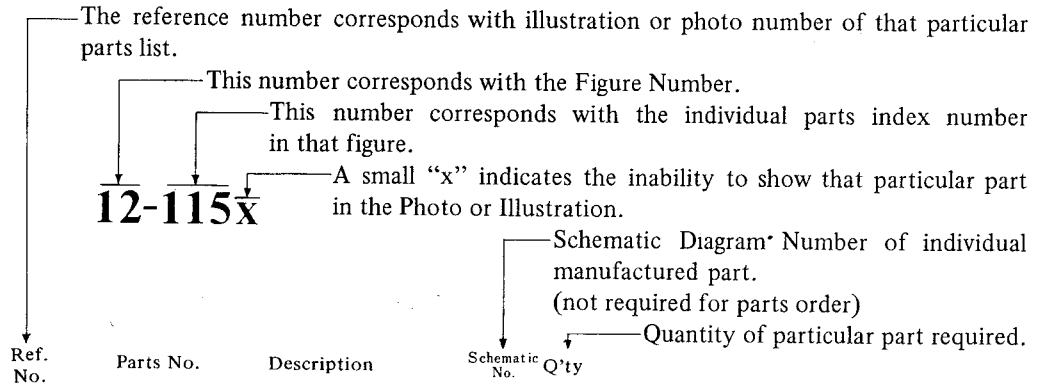 The reference number corresponds with illustration or photo number of that particular
parts list.
This number corresponds with the Figure Number.
This number corresponds with the individual parts index number
in that figure.
A small “x” indicates the inability to show that particular part
in the Photo or Illustration.
12-115x
Schematic Diagram Number of individual
manufactured part.
(not required for parts order)
Quantity of particular part required.
Ref.
No.
Parts No.
Description
Schematic
No.
Q'ty